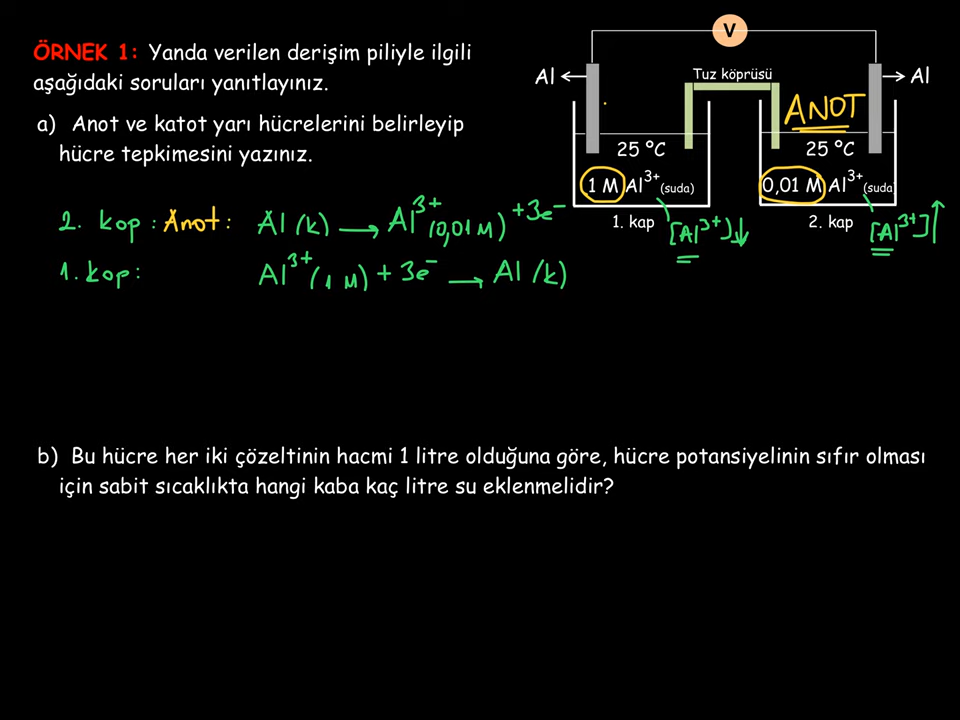 ÖRNEK 1: Yanda verilen derişim piliyle ilgili
aşağıdaki soruları yanıtlayınız.
a) Anot ve katot yarı hücrelerini belirleyip
hücre tepkimesini yazınız.
V
Al
Tuz köprüsü
Al
ANOT
25 ºC
25 ºC
1 M Al3+(suda)
0,01 M Al3+(suda
1. kap
2. kap
[Al3+]↓
[Al3+]↑
2. kap : Anot : Al (k) → Al3+(0,01 M) + 3e-
1. kap : Al3+(1 M) + 3e- → Al (k)
b) Bu hücre her iki çözeltinin hacmi 1 litre olduğuna göre, hücre potansiyelinin sıfır olması
için sabit sıcaklıkta hangi kaba kaç litre su eklenmelidir?